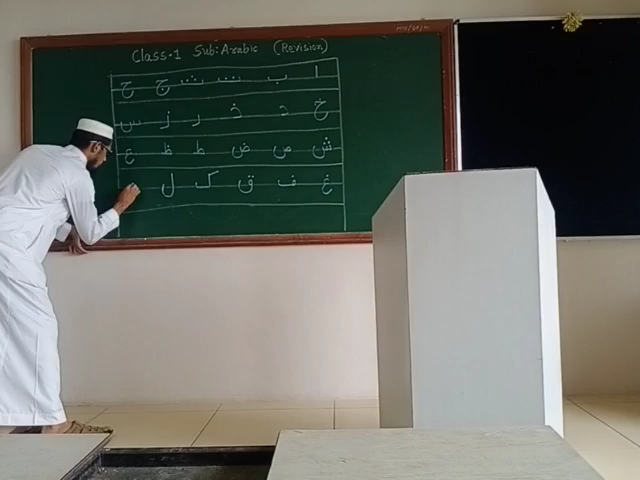 Class.1 Sub:Arabic (Revision)
ا ب ت ث ج ح
خ د ذ ر ز س
ش ص ض ط ظ ع
غ ف ق ک ل